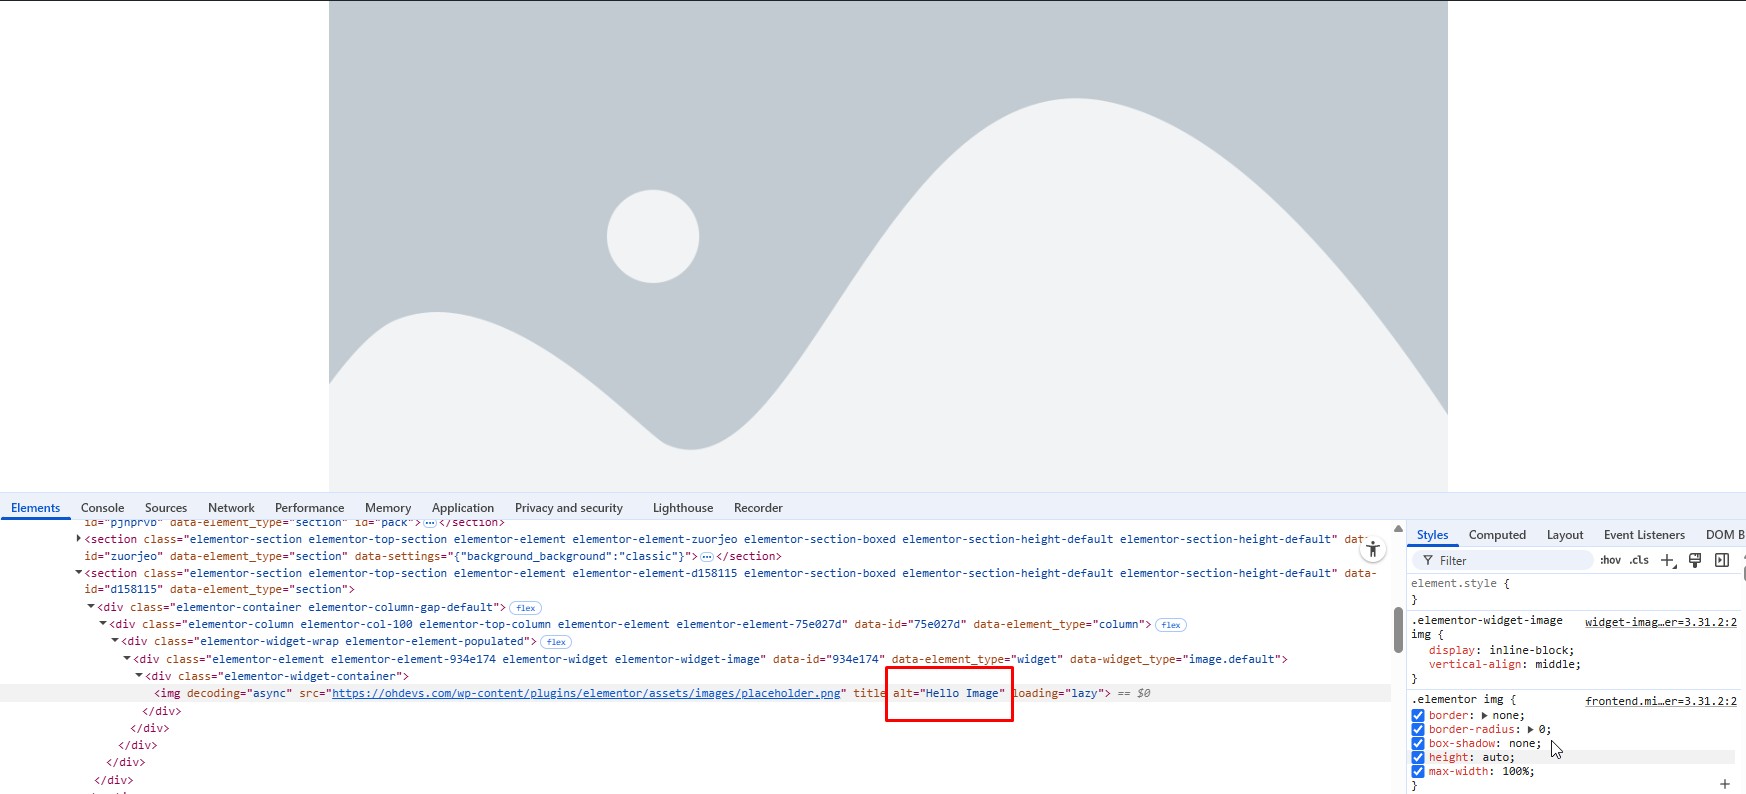 Elements Console Sources Network Performance Memory Application Privacy and security Lighthouse Recorder
id="pjhprvb" data-element_type="section" id="pack">…</section>
<section class="elementor-section elementor-top-section elementor-element elementor-element-zuorjeo elementor-section-boxed elementor-section-height-default elementor-section-height-default" data-
id="zuorjeo" data-element_type="section" data-settings="{"background_background":"classic"}">…</section>
<section class="elementor-section elementor-top-section elementor-element elementor-element-d158115 elementor-section-boxed elementor-section-height-default elementor-section-height-default" data-
id="d158115" data-element_type="section">
<div class="elementor-container elementor-column-gap-default"> flex
<div class="elementor-column elementor-col-100 elementor-top-column elementor-element elementor-element-75e027d" data-id="75e027d" data-element_type="column"> flex
<div class="elementor-widget-wrap elementor-element-populated"> flex
<div class="elementor-element elementor-element-934e174 elementor-widget elementor-widget-image" data-id="934e174" data-element_type="widget" data-widget_type="image.default">
<div class="elementor-widget-container">
<img decoding="async" src="https://ohdevs.com/wp-content/plugins/elementor/assets/images/placeholder.png" title alt="Hello Image" loading="lazy"> == $0
</div>
</div>
</div>
</div>
</div>
Styles Computed Layout Event Listeners DOM B
Filter :hov .cls
element.style {
}
.elementor-widget-image widget-imag…er=3.31.2:2
img {
display: inline-block;
vertical-align: middle;
}
.elementor img { frontend.mi…er=3.31.2:2
border: none;
border-radius: 0;
box-shadow: none;
height: auto;
max-width: 100%;
}